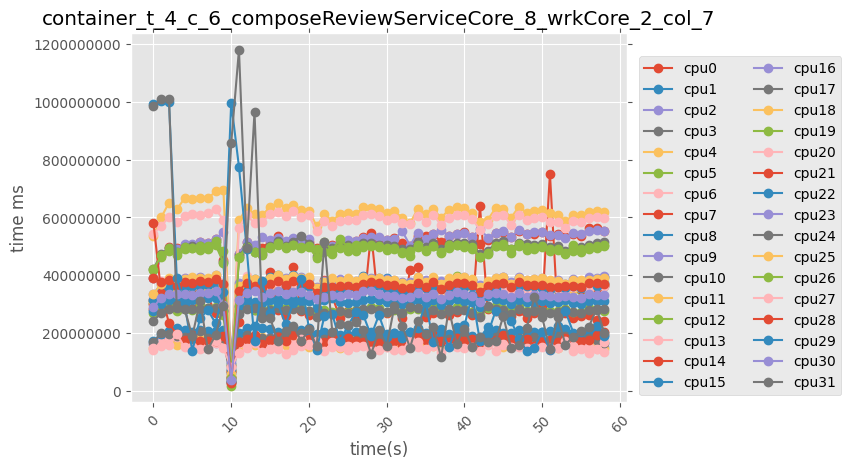 container_t_4_c_6_composeReviewServiceCore_8_wrkCore_2_col_7
1200000000
1000000000
800000000
600000000
400000000
200000000
0
time ms
0
10
20
30
40
50
60
time(s)
cpu0
cpu1
cpu2
cpu3
cpu4
cpu5
cpu6
cpu7
cpu8
cpu9
cpu10
cpu11
cpu12
cpu13
cpu14
cpu15
cpu16
cpu17
cpu18
cpu19
cpu20
cpu21
cpu22
cpu23
cpu24
cpu25
cpu26
cpu27
cpu28
cpu29
cpu30
cpu31